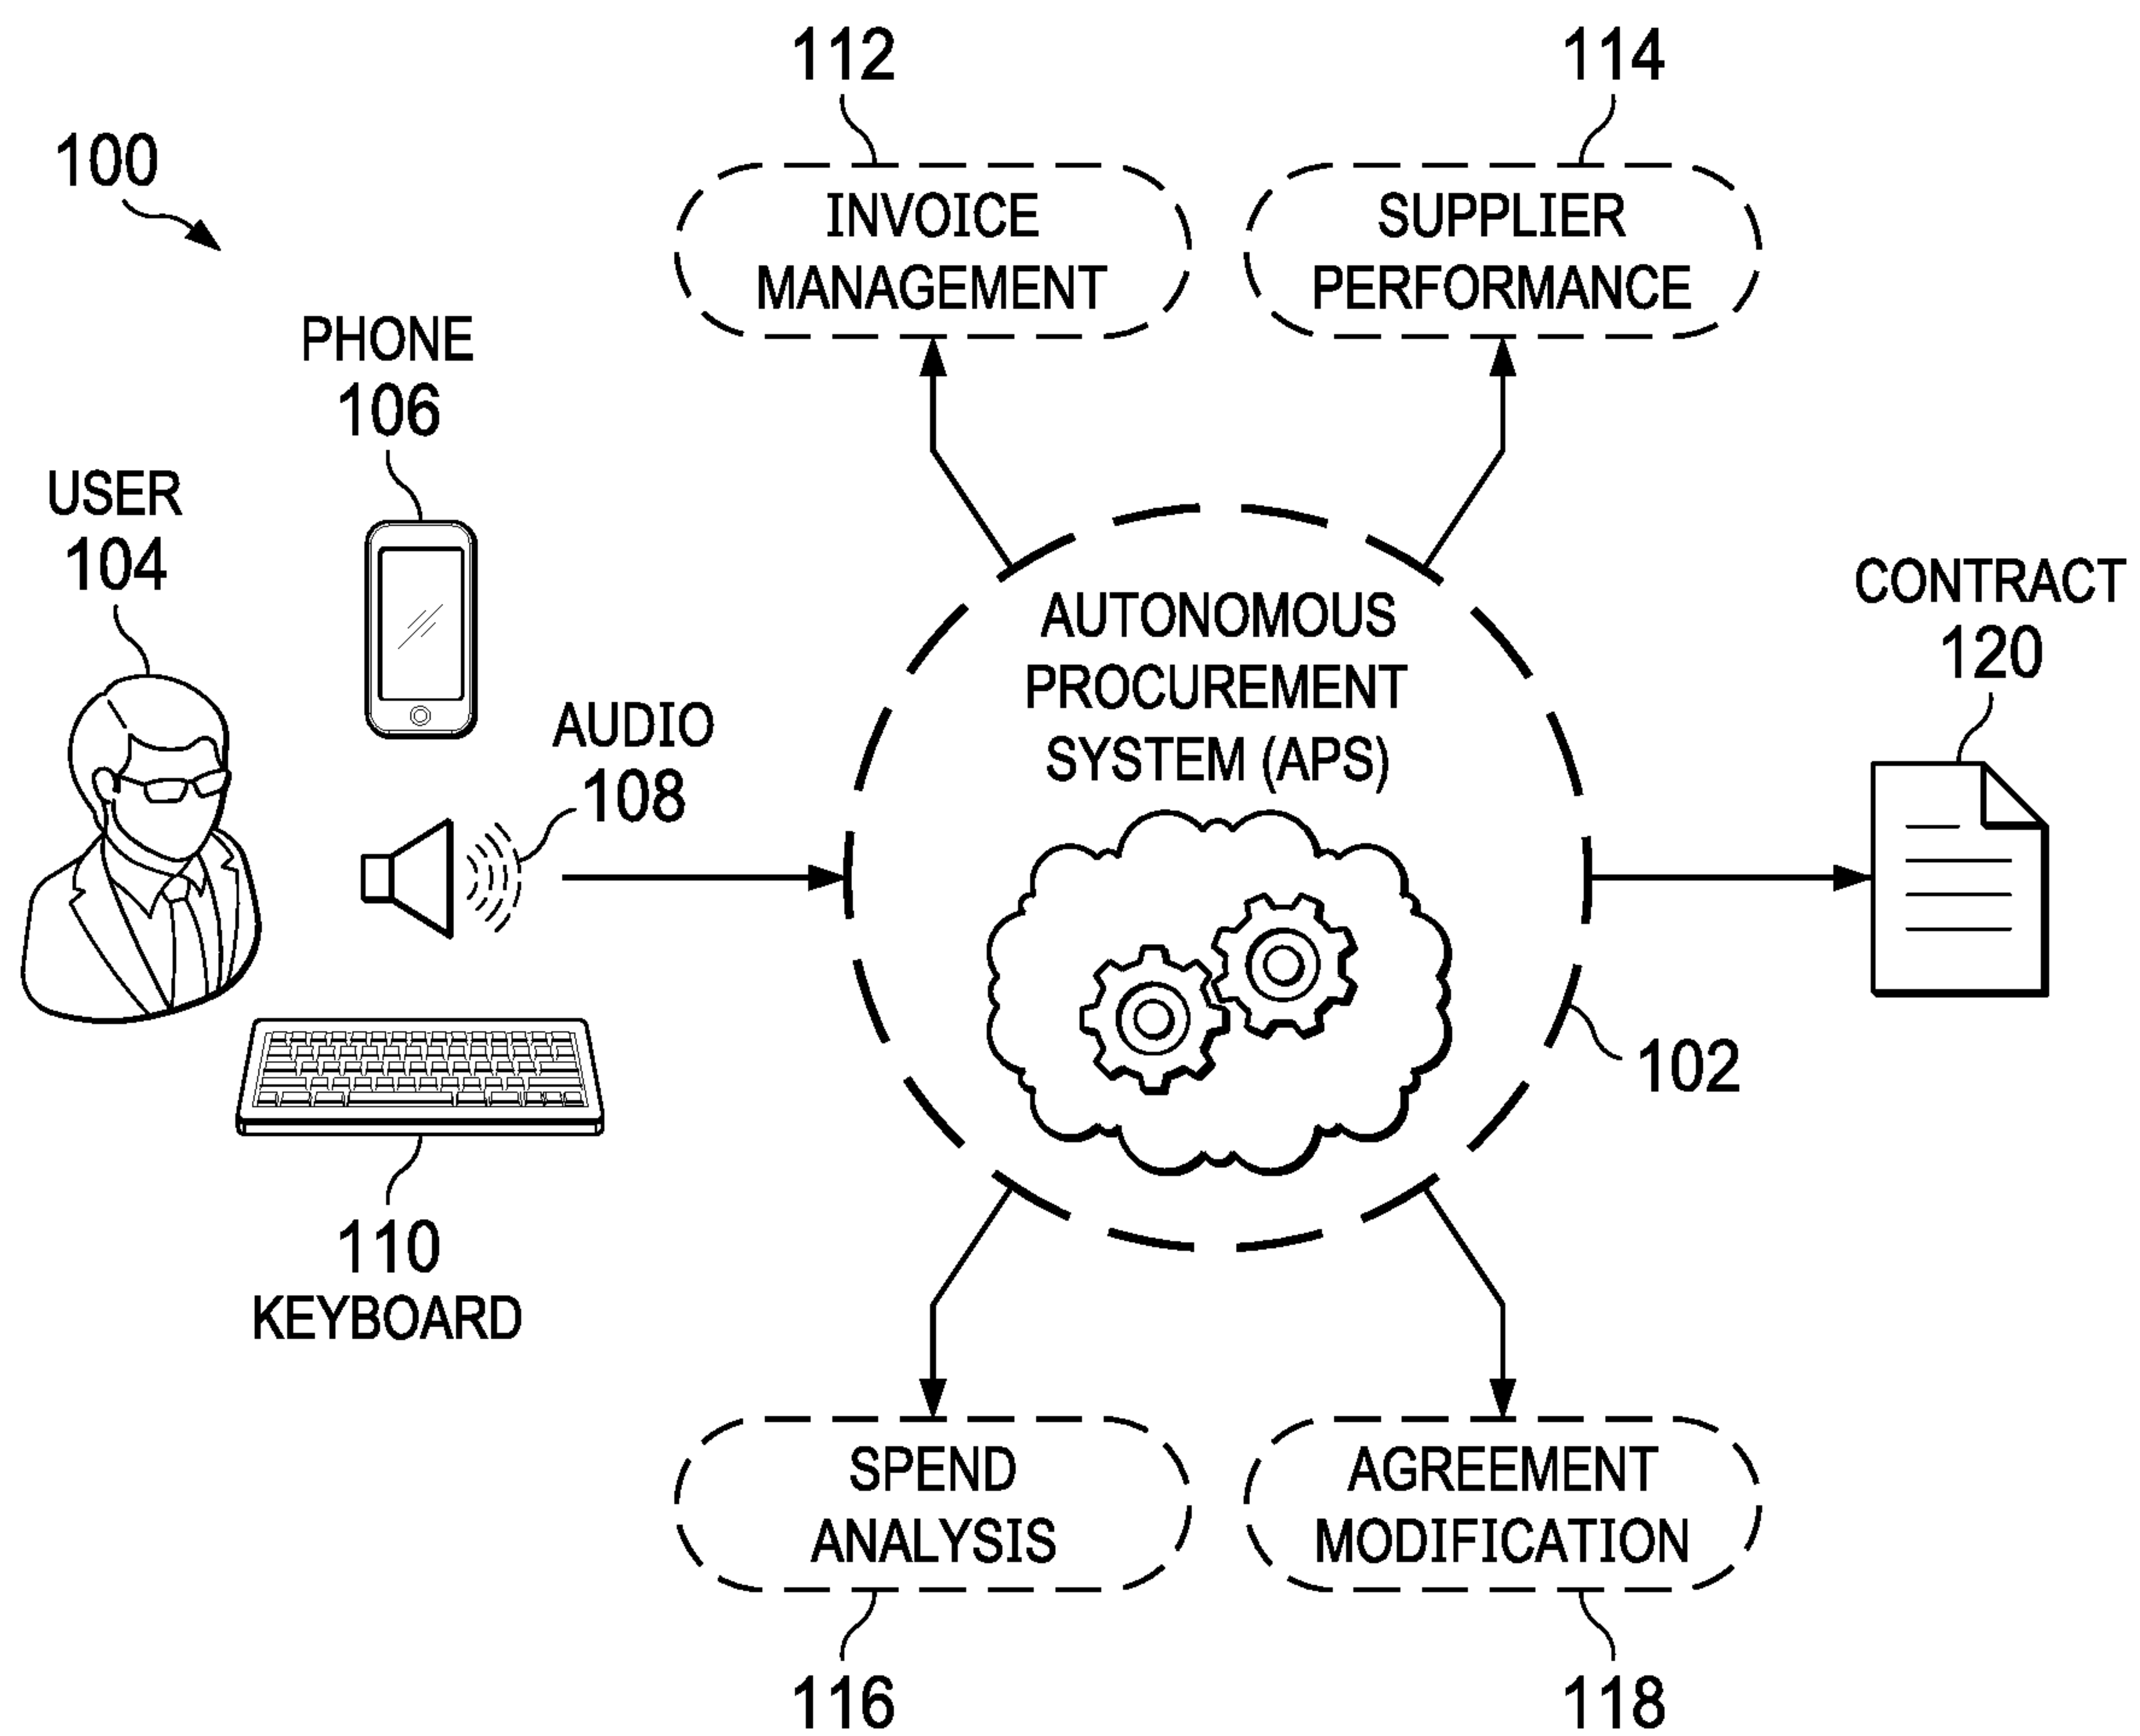 100
112
INVOICE
MANAGEMENT
114
SUPPLIER
PERFORMANCE
PHONE
106
USER
104
AUDIO
108
110
KEYBOARD
AUTONOMOUS
PROCUREMENT
SYSTEM (APS)
102
CONTRACT
120
SPEND
ANALYSIS
116
AGREEMENT
MODIFICATION
118